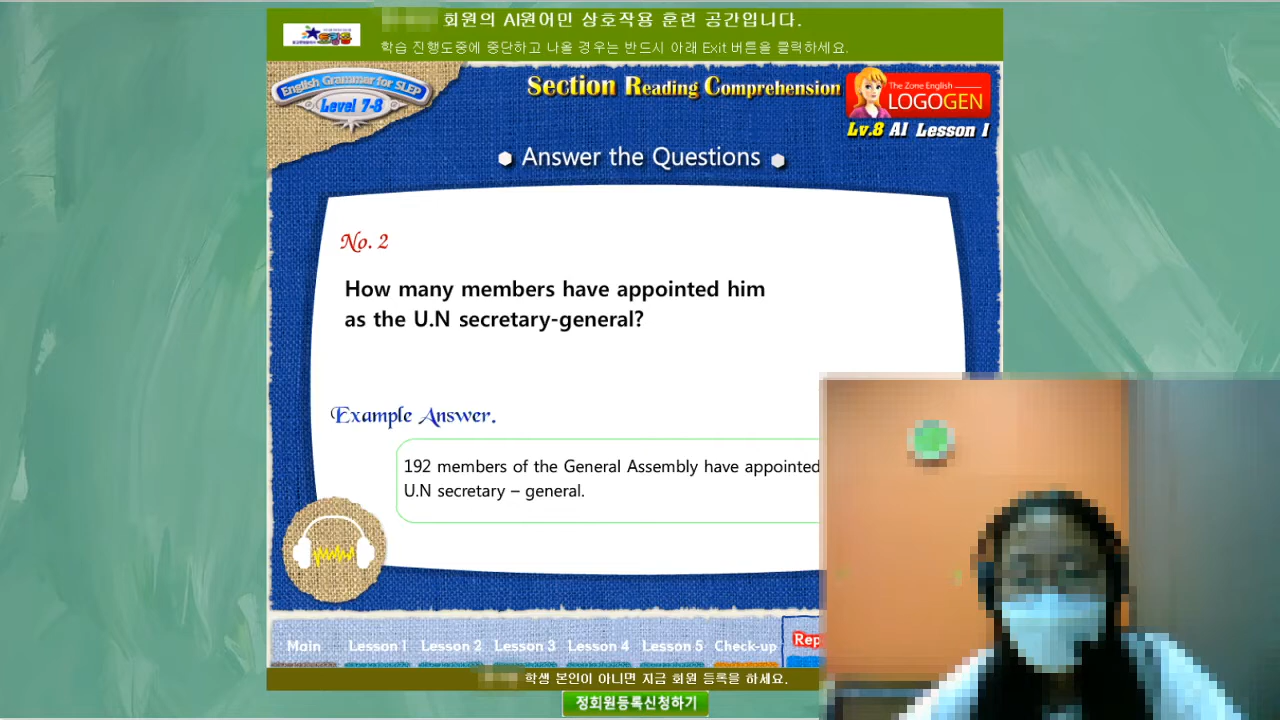 회원의 AI원어민 상호작용 훈련 공간입니다.
학습 진행도중에 중단하고 나올 경우는 반드시 아래 Exit 버튼을 클릭하세요.
English Grammar for SLEP
Level 7-8
Section Reading Comprehension
The Zone English
LOGOGEN
Lv.8 AI Lesson 1
Answer the Questions
No. 2
How many members have appointed him
as the U.N secretary-general?
Example Answer.
192 members of the General Assembly have appointed
U.N secretary – general.
Main Lesson 1 Lesson 2 Lesson 3 Lesson 4 Lesson 5 Check-up Rep
학생 본인이 아니면 지금 회원 등록을 하세요.
정회원등록신청하기